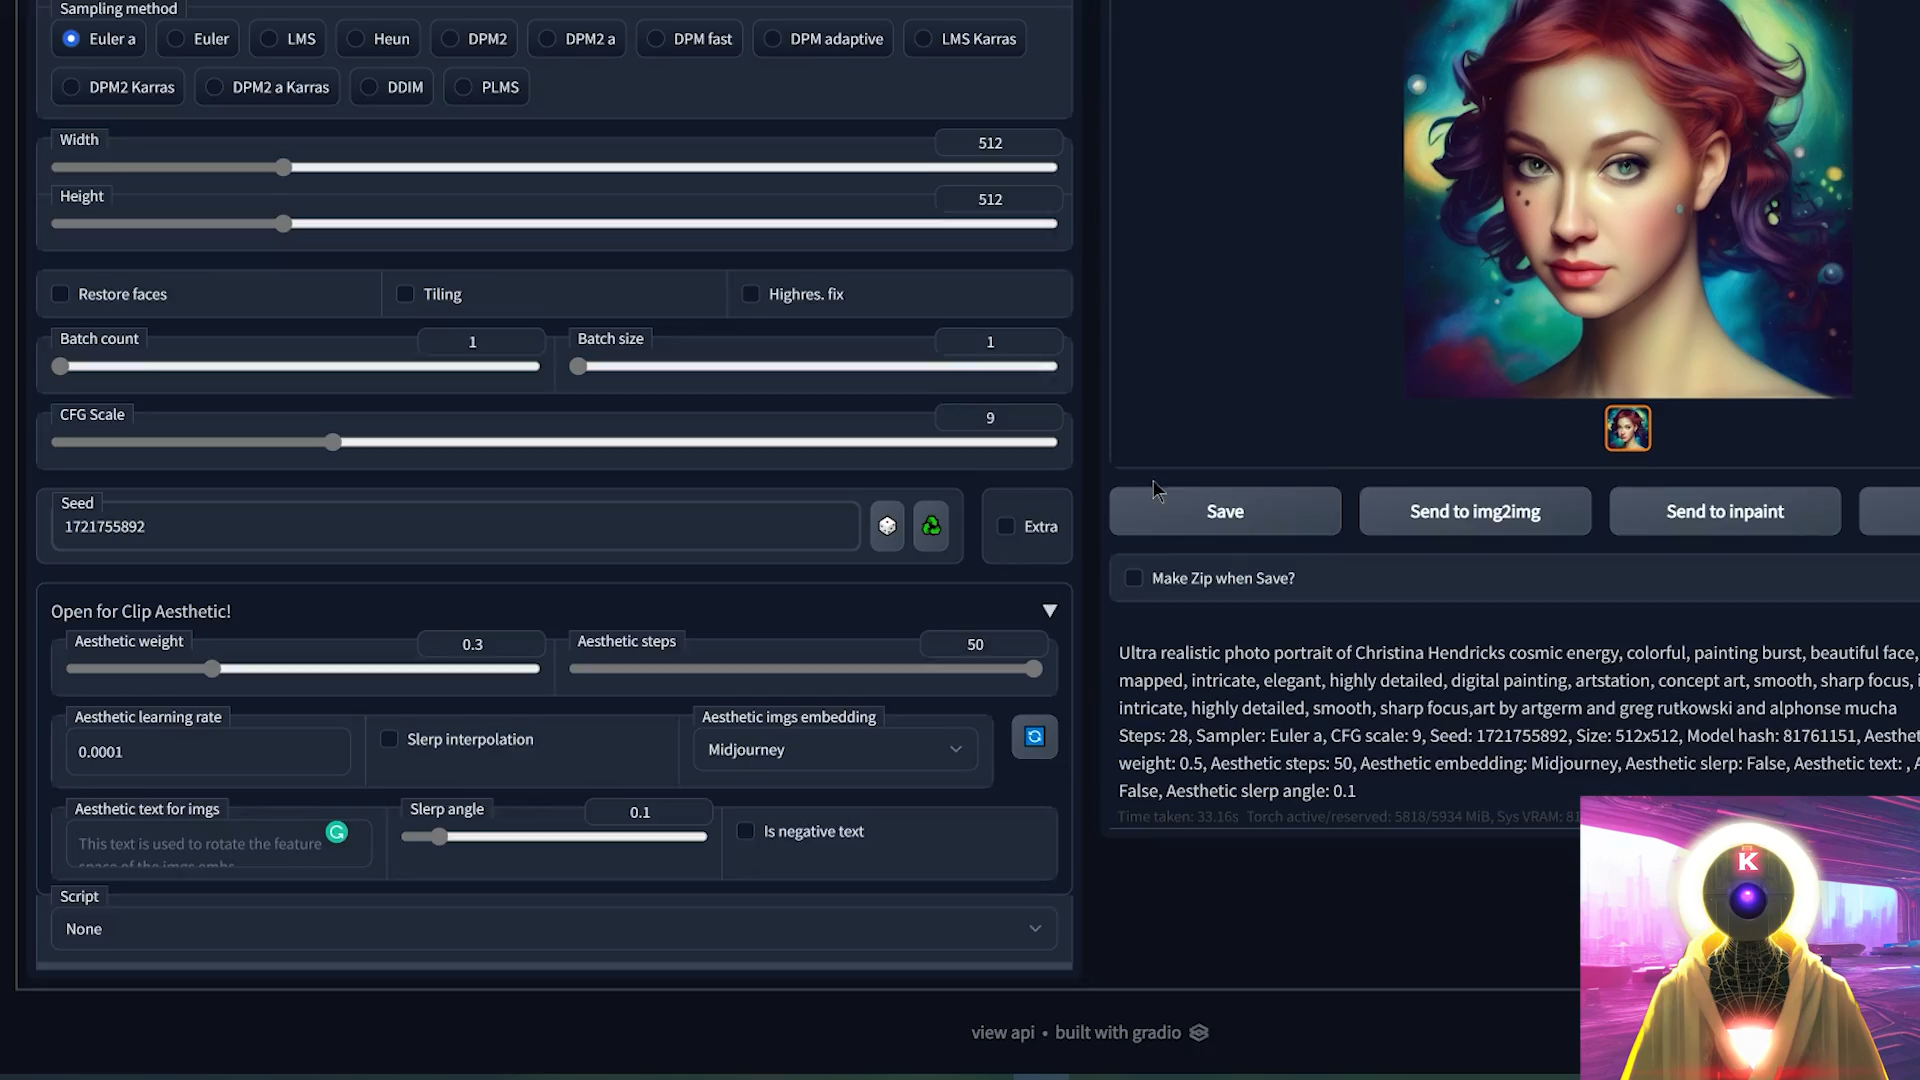 Sampling method
Euler a
Euler
LMS
Heun
DPM2
DPM2 a
DPM fast
DPM adaptive
LMS Karras
DPM2 Karras
DPM2 a Karras
DDIM
PLMS
Width
512
Height
512
Restore faces
Tiling
Highres. fix
Batch count
1
Batch size
1
CFG Scale
9
Seed
1721755892
Extra
Open for Clip Aesthetic!
Aesthetic weight
0.3
Aesthetic steps
50
Aesthetic learning rate
0.0001
Slerp interpolation
Aesthetic imgs embedding
Midjourney
Aesthetic text for imgs
This text is used to rotate the feature
space of the imgs embs
Slerp angle
0.1
Is negative text
Script
None
Save
Send to img2img
Send to inpaint
Make Zip when Save?
Ultra realistic photo portrait of Christina Hendricks cosmic energy, colorful, painting burst, beautiful face,
mapped, intricate, elegant, highly detailed, digital painting, artstation, concept art, smooth, sharp focus,
intricate, highly detailed, smooth, sharp focus,art by artgerm and greg rutkowski and alphonse mucha
Steps: 28, Sampler: Euler a, CFG scale: 9, Seed: 1721755892, Size: 512x512, Model hash: 81761151, Aesthet
weight: 0.5, Aesthetic steps: 50, Aesthetic embedding: Midjourney, Aesthetic slerp: False, Aesthetic text: , A
False, Aesthetic slerp angle: 0.1
Time taken: 33.16s Torch active/reserved: 5818/5934 MiB, Sys VRAM: 81
K
view api • built with gradio